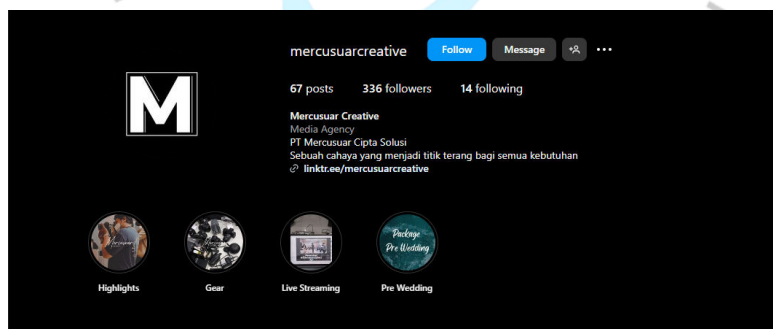 mercusuarcreative Follow Message
67 posts 336 followers 14 following
Mercusuar Creative
Media Agency
PT Mercusuar Cipta Solusi
Sebuah cahaya yang menjadi titik terang bagi semua kebutuhan
linktr.ee/mercusuarcreative
M
Package
Pre Wedding
Highlights Gear Live Streaming Pre Wedding